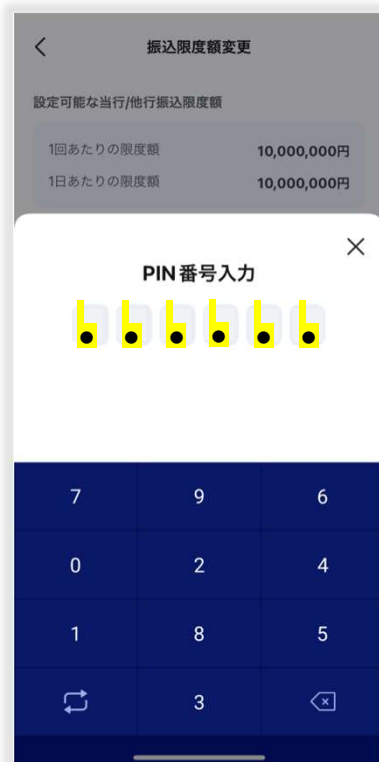 振込限度額変更
設定可能な当行/他行振込限度額
1回あたりの限度額 10,000,000円
1日あたりの限度額 10,000,000円
PIN番号入力
7 9 6
0 2 4
1 8 5
3